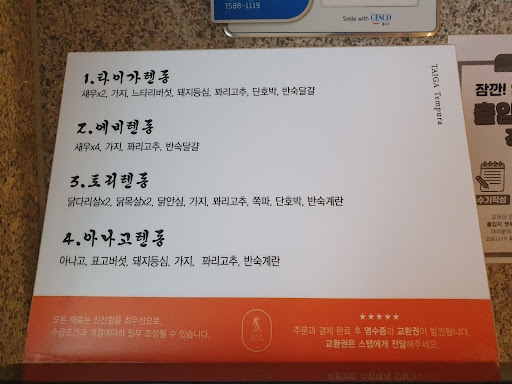 1588-1119
Smile with CESCO
TAIGA Tempura
1.타이가텐동
새우x2, 가지, 느타리버섯, 돼지등심, 꽈리고추, 단호박, 반숙달걀
2.에비텐동
새우x4, 가지, 꽈리고추, 반숙달걀
3.토리텐동
닭다리살x2, 닭목살x2, 닭안심, 가지, 꽈리고추, 쪽파, 단호박, 반숙계란
4.아나고텐동
아나고, 표고버섯, 돼지등심, 가지, 꽈리고추, 반숙계란
모든 재료는 신선함을 최우선으로,
수급조건과 계절에따라 일부 조정될 수 있습니다.
★★★★★
주문과 결제 완료 후 영수증과 교환권이 발권됩니다.
교환권은 스탭에게 전달해주세요.
잠깐!
출입
수기작성